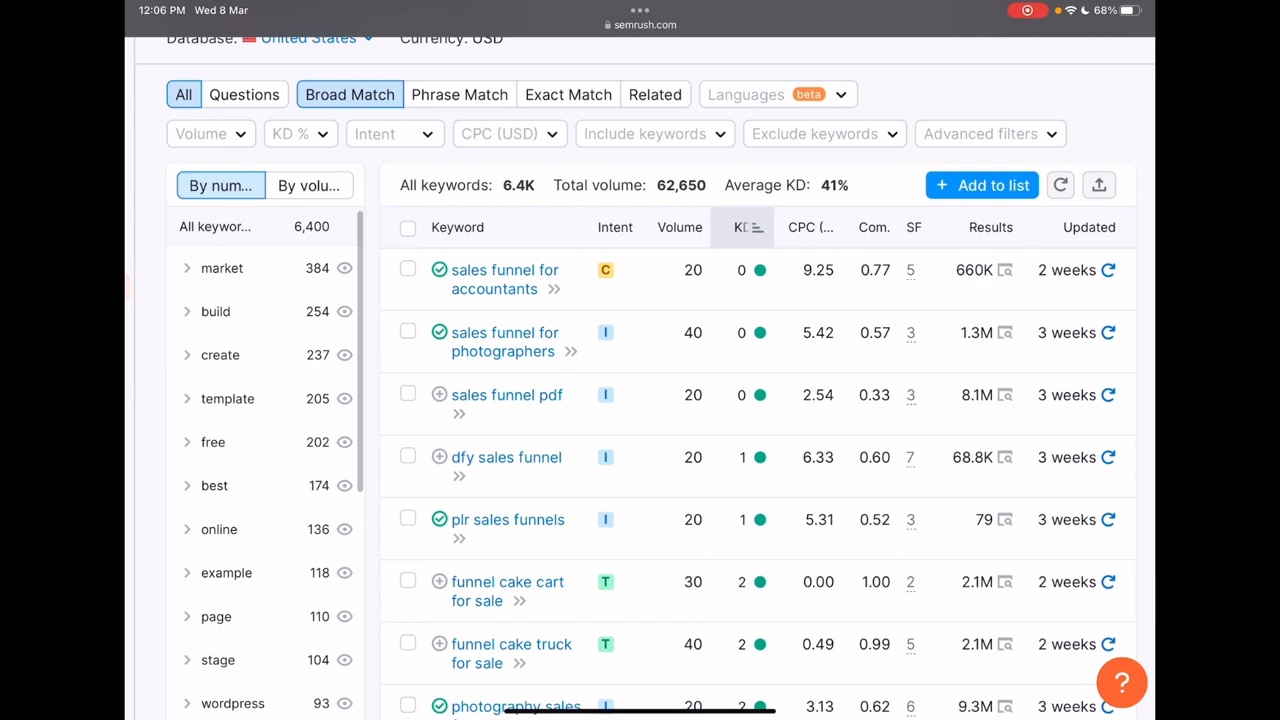 12:06 PM Wed 8 Mar
68%
semrush.com
Database: United States Currency: USD
All Questions Broad Match Phrase Match Exact Match Related Languages beta
Volume KD % Intent CPC (USD) Include keywords Exclude keywords Advanced filters
By num... By volu... All keywords: 6.4K Total volume: 62,650 Average KD: 41% + Add to list
All keywor... 6,400
market 384
build 254
create 237
template 205
free 202
best 174
online 136
example 118
page 110
stage 104
wordpress 93
Keyword Intent Volume CPC (... Com. SF Results Updated
sales funnel for C 20 0 9.25 0.77 5 660K 2 weeks
accountants
sales funnel for I 40 0 5.42 0.57 3 1.3M 3 weeks
photographers
sales funnel pdf I 20 0 2.54 0.33 3 8.1M 3 weeks
dfy sales funnel I 20 1 6.33 0.60 7 68.8K 3 weeks
plr sales funnels I 20 1 5.31 0.52 3 79 3 weeks
funnel cake cart T 30 2 0.00 1.00 2 2.1M 2 weeks
for sale
funnel cake truck T 40 2 0.49 0.99 5 2.1M 2 weeks
for sale
photography sales I 20 2 3.13 0.62 6 9.3M 3 weeks
?